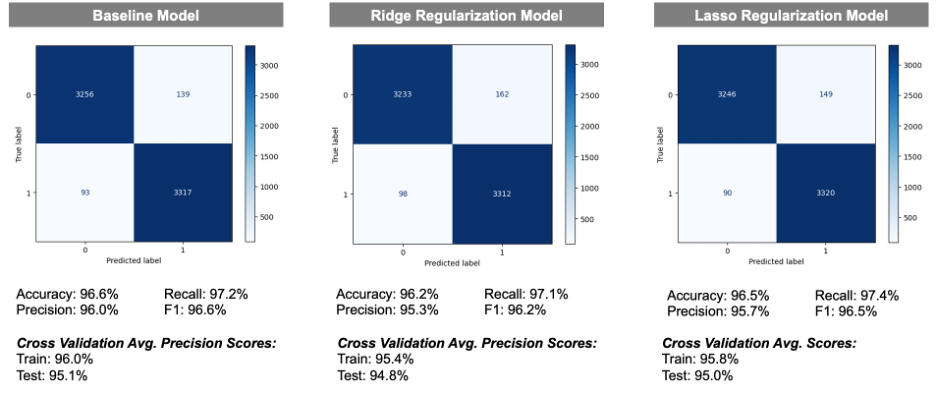 Baseline Model
3256
139
93
3317
0
1
True label
0
1
Predicted label
3000
2500
2000
1500
1000
500
Accuracy: 96.6%
Recall: 97.2%
Precision: 96.0%
F1: 96.6%
Cross Validation Avg. Precision Scores:
Train: 96.0%
Test: 95.1%
Ridge Regularization Model
3233
162
98
3312
0
1
True label
0
1
Predicted label
3000
2500
2000
1500
1000
500
Accuracy: 96.2%
Recall: 97.1%
Precision: 95.3%
F1: 96.2%
Cross Validation Avg. Precision Scores:
Train: 95.4%
Test: 94.8%
Lasso Regularization Model
3246
149
90
3320
0
1
True label
0
1
Predicted label
3000
2500
2000
1500
1000
500
Accuracy: 96.5%
Recall: 97.4%
Precision: 95.7%
F1: 96.5%
Cross Validation Avg. Scores:
Train: 95.8%
Test: 95.0%